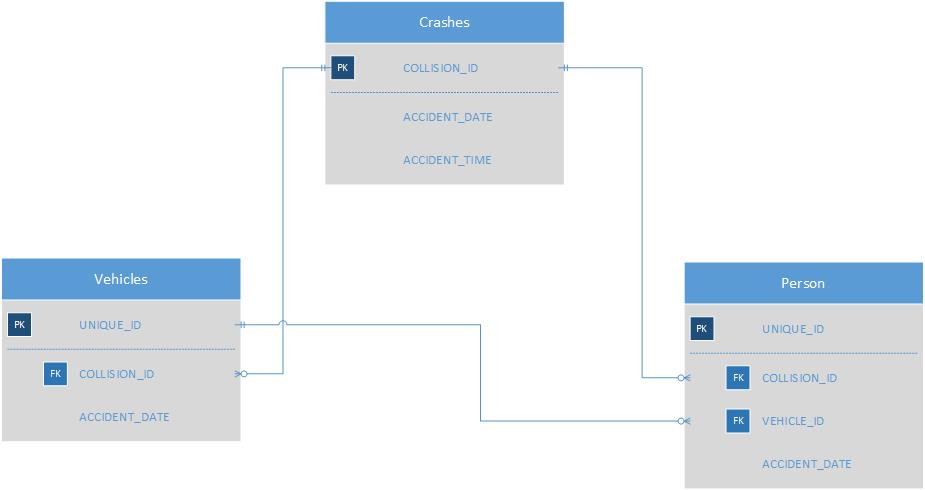 Crashes
PK COLLISION_ID
ACCIDENT_DATE
ACCIDENT_TIME
Vehicles
PK UNIQUE_ID
FK COLLISION_ID
ACCIDENT_DATE
Person
PK UNIQUE_ID
FK COLLISION_ID
FK VEHICLE_ID
ACCIDENT_DATE